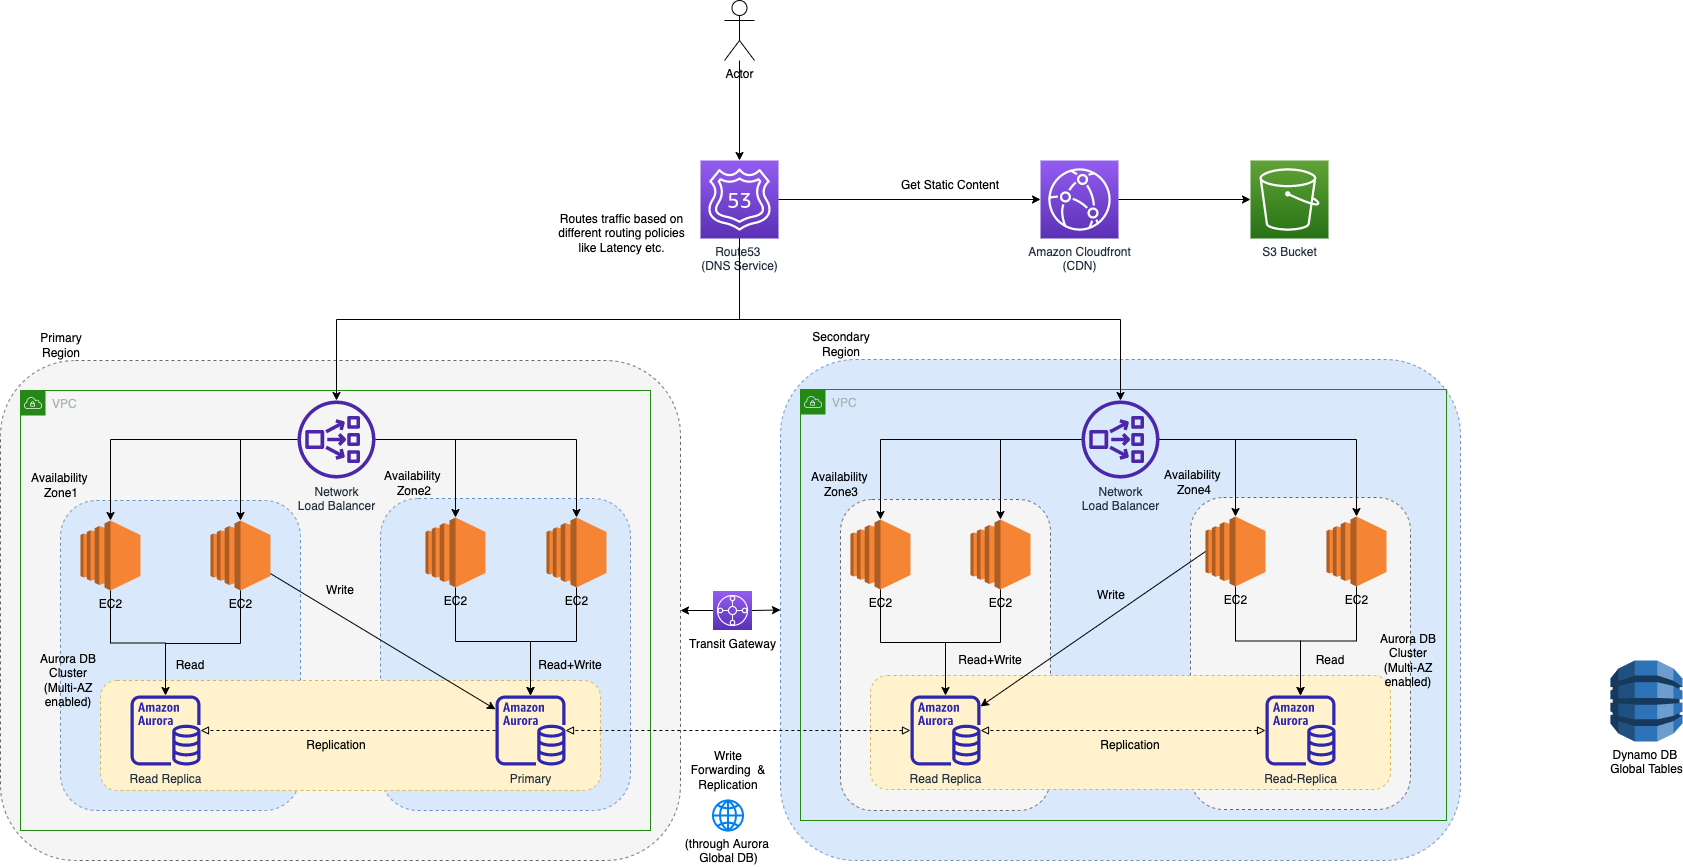 Actor
53
Get Static Content
Routes traffic based on
different routing policies
like Latency etc.
Route53
(DNS Service)
Amazon Cloudfront
(CDN)
S3 Bucket
Primary
Region
Secondary
Region
VPC
VPC
Availability
Zone1
Network
Load Balancer
Availability
Zone2
Availability
Zone3
Network
Load Balancer
Availability
Zone4
EC2
EC2
EC2
EC2
EC2
EC2
EC2
EC2
Write
Write
Transit Gateway
Aurora DB
Cluster
(Multi-AZ
enabled)
Read
Read+Write
Read+Write
Read
Aurora DB
Cluster
(Multi-AZ
enabled)
Amazon
Aurora
Amazon
Aurora
Amazon
Aurora
Amazon
Aurora
Replication
Replication
Read Replica
Primary
Read Replica
Read-Replica
Write
Forwarding &
Replication
(through Aurora
Global DB)
Dynamo DB
Global Tables